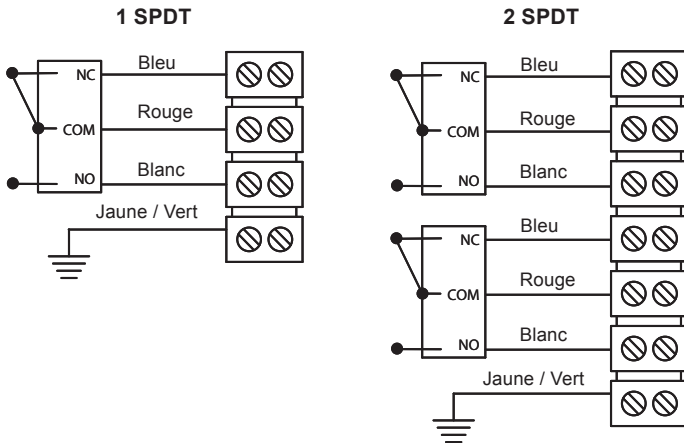 1 SPDT
NC
Bleu
COM
Rouge
NO
Blanc
Jaune / Vert
2 SPDT
NC
Bleu
COM
Rouge
NO
Blanc
NC
Bleu
COM
Rouge
NO
Blanc
Jaune / Vert